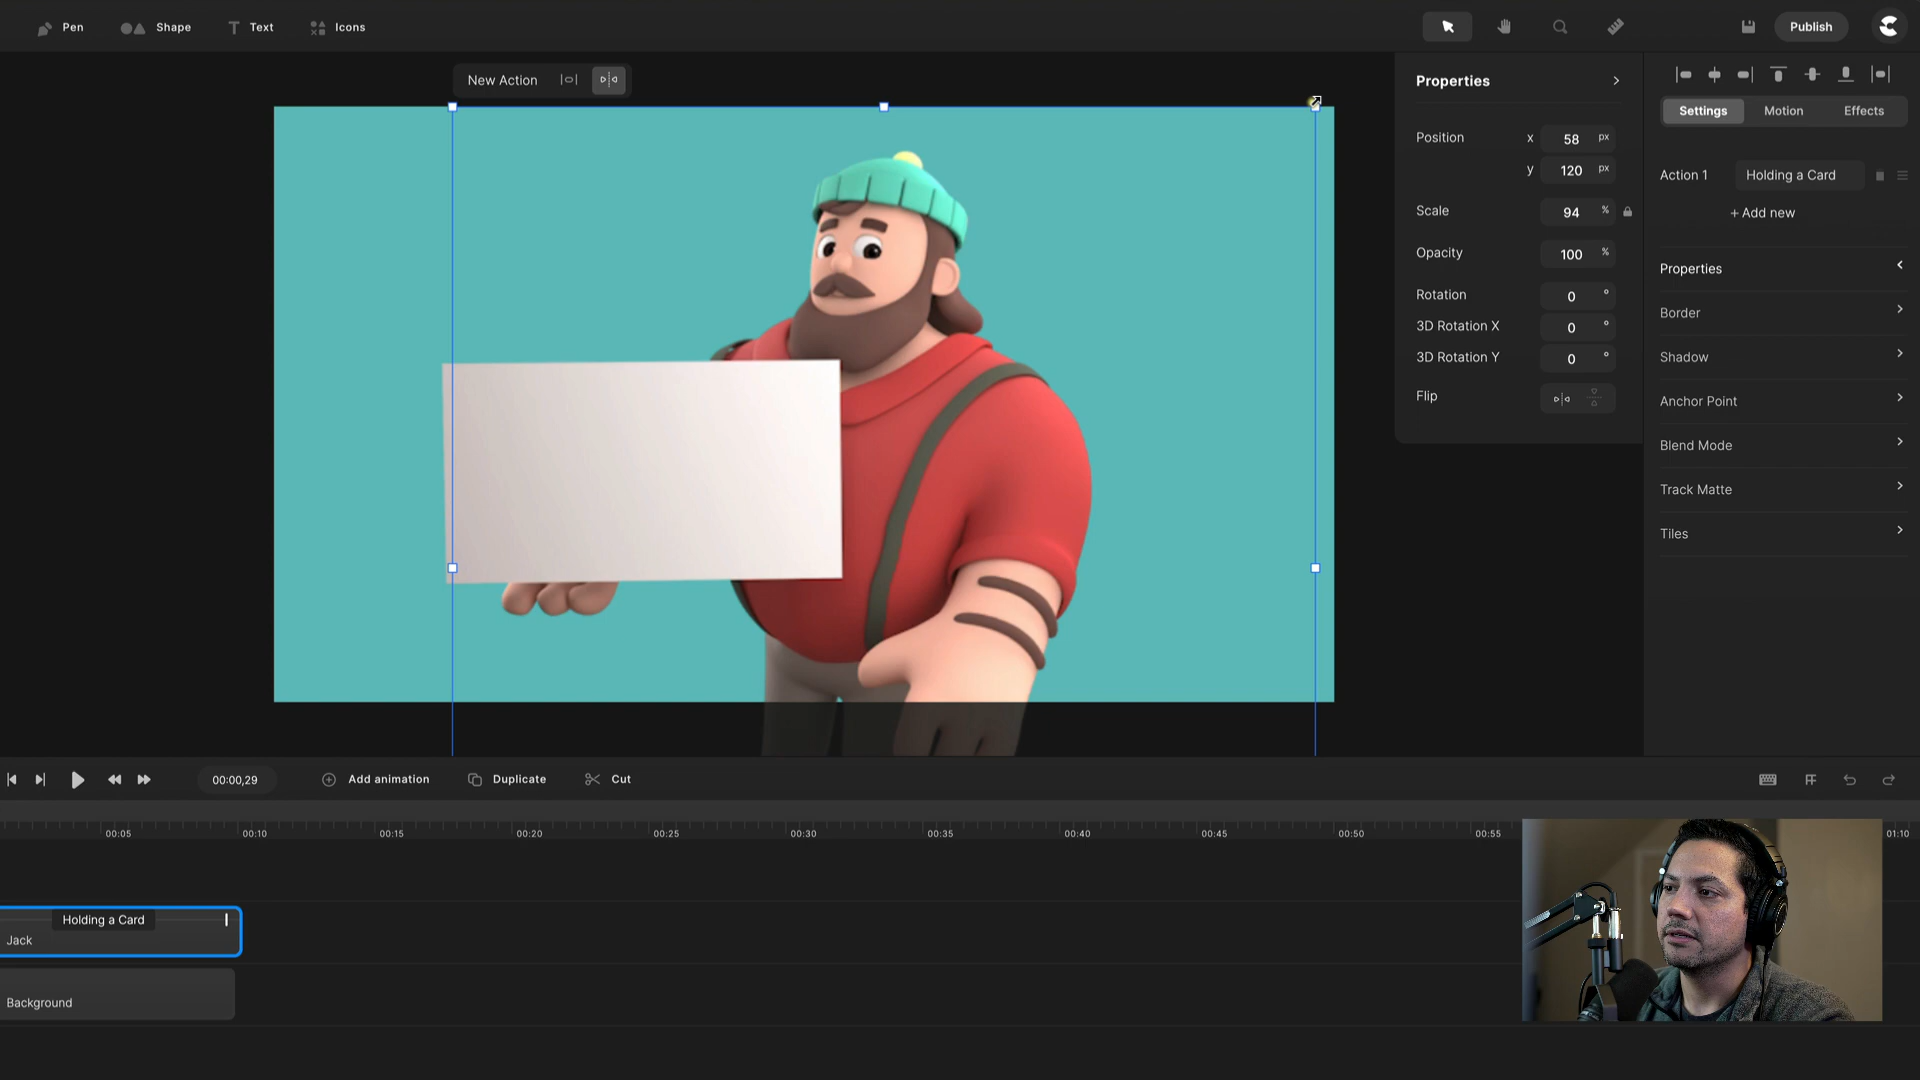 Pen
Shape
Text
Icons
Publish
New Action
Properties
Position x 58 px
y 120 px
Scale 94 %
Opacity 100 %
Rotation 0 °
3D Rotation X 0 °
3D Rotation Y 0 °
Flip
Settings Motion Effects
Action 1 Holding a Card
+ Add new
Properties
Border
Shadow
Anchor Point
Blend Mode
Track Matte
Tiles
00:00,29
Add animation
Duplicate
Cut
00:05 00:10 00:15 00:20 00:25 00:30 00:35 00:40 00:45 00:50 00:55 01:10
Holding a Card
Jack
Background